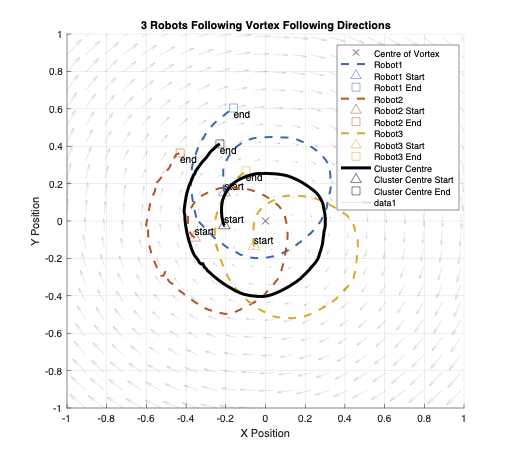 3 Robots Following Vortex Following Directions
1
0.8
0.6
0.4
0.2
0
-0.2
-0.4
-0.6
-0.8
-1
Y Position
-1
-0.8
-0.6
-0.4
-0.2
0
0.2
0.4
0.6
0.8
1
X Position
Centre of Vortex
Robot1
Robot1 Start
Robot1 End
Robot2
Robot2 Start
Robot2 End
Robot3
Robot3 Start
Robot3 End
Cluster Centre
Cluster Centre Start
Cluster Centre End
data1
end
end
end
end
start
start
start
start